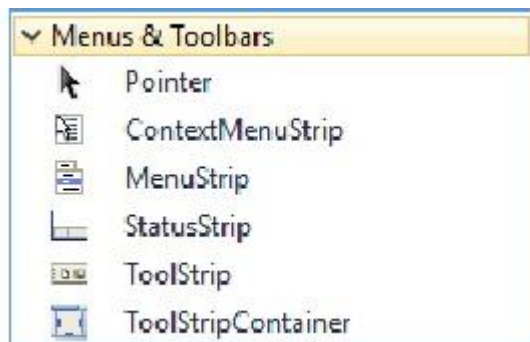 Menus & Toolbars
Pointer
ContextMenuStrip
MenuStrip
StatusStrip
ToolStrip
ToolStripContainer